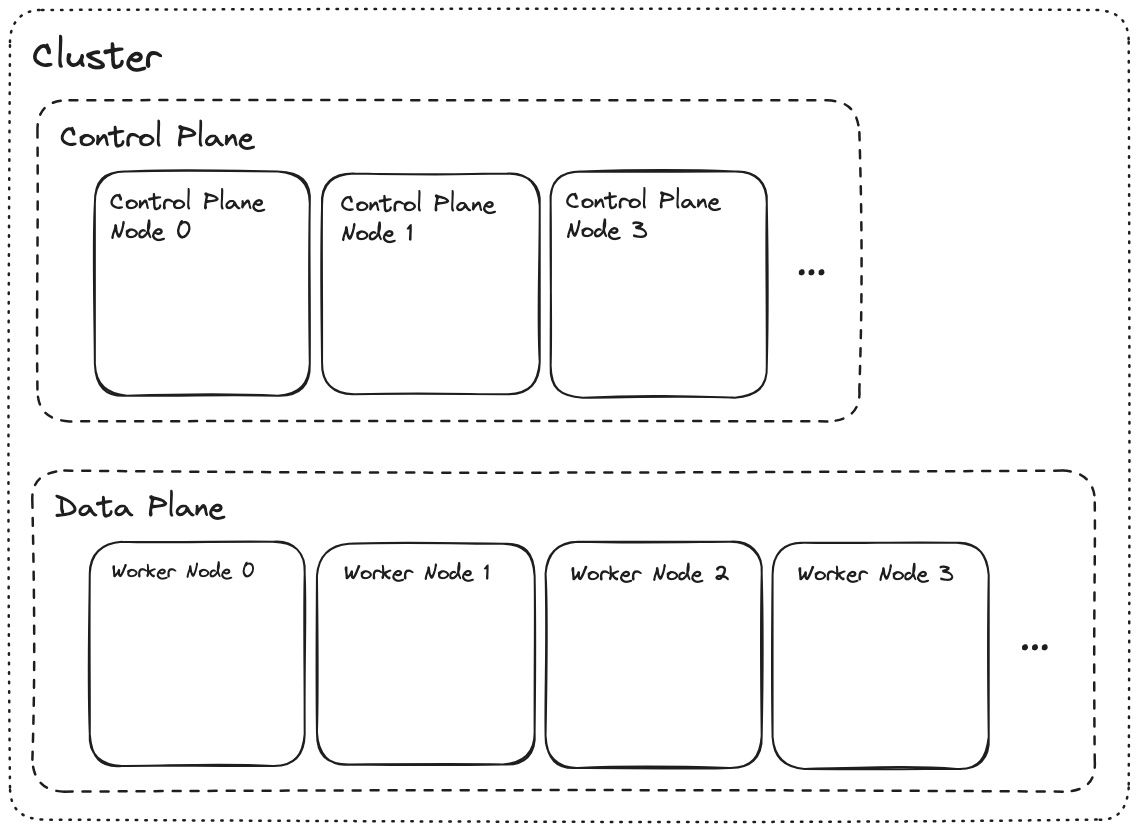 Cluster
Control Plane
Control Plane
Node 0
Control Plane
Node 1
Control Plane
Node 3
...
Data Plane
Worker Node 0
Worker Node 1
Worker Node 2
Worker Node 3
...